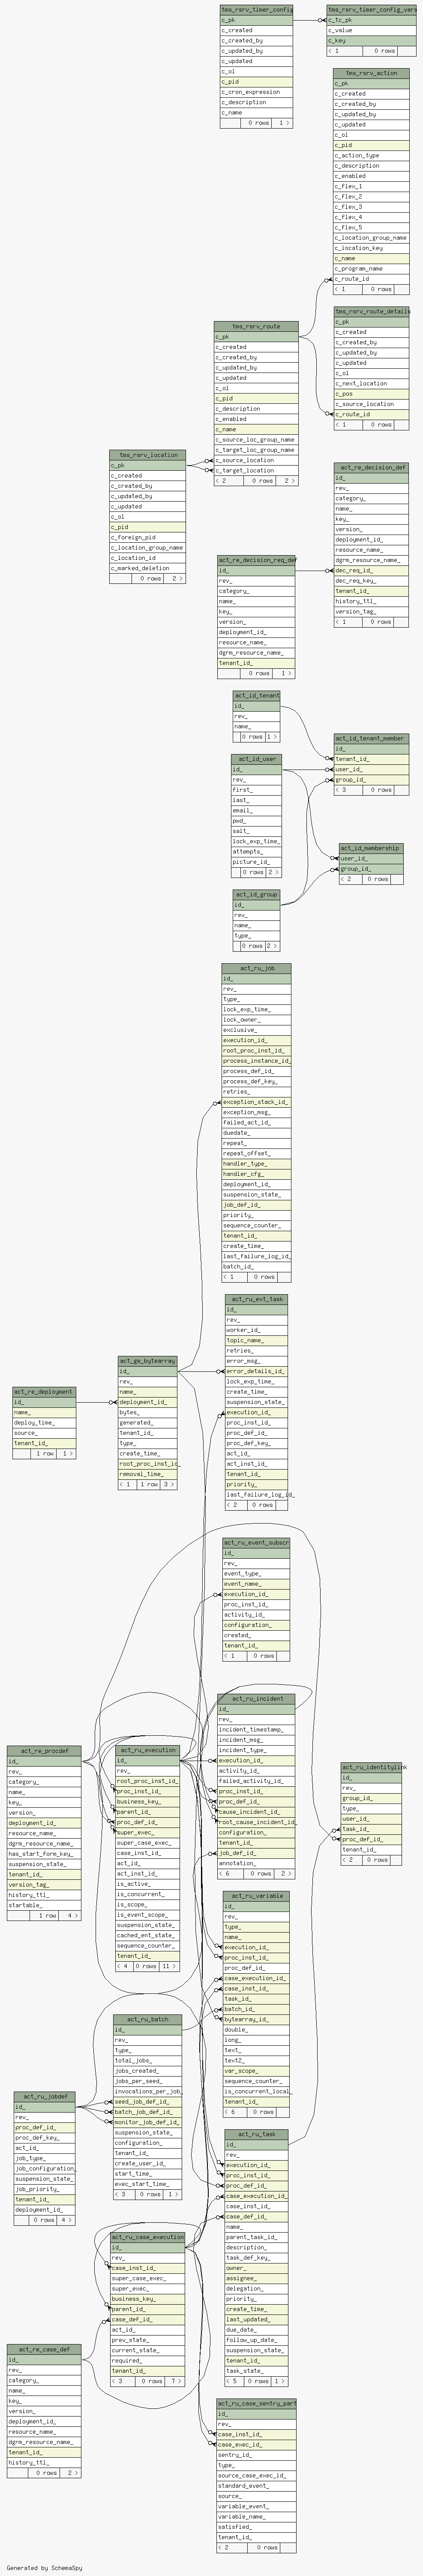 tms_rsrv_timer_config
c_pk
c_created
c_created_by
c_updated_by
c_updated
c_ol
c_pid
c_cron_expression
c_description
c_name
0 rows 1 >
tms_rsrv_timer_config_vars
c_tc_pk
c_value
c_key
< 1 0 rows
tms_rsrv_action
c_pk
c_created
c_created_by
c_updated_by
c_updated
c_ol
c_pid
c_action_type
c_description
c_enabled
c_flex_1
c_flex_2
c_flex_3
c_flex_4
c_flex_5
c_location_group_name
c_location_key
c_name
c_program_name
c_route_id
< 1 0 rows
tms_rsrv_route
c_pk
c_created
c_created_by
c_updated_by
c_updated
c_ol
c_pid
c_description
c_enabled
c_name
c_source_loc_group_name
c_target_loc_group_name
c_source_location
c_target_location
< 2 0 rows 2 >
tms_rsrv_route_details
c_pk
c_created
c_created_by
c_updated_by
c_updated
c_ol
c_next_location
c_pos
c_source_location
c_route_id
< 1 0 rows
tms_rsrv_location
c_pk
c_created
c_created_by
c_updated_by
c_updated
c_ol
c_pid
c_foreign_pid
c_location_group_name
c_location_id
c_marked_deletion
0 rows 2 >
act_re_decision_def
id_
rev_
category_
name_
key_
version_
deployment_id_
resource_name_
dgrm_resource_name_
dec_req_id_
dec_req_key_
tenant_id_
history_ttl_
version_tag_
< 1 0 rows
act_re_decision_req_def
id_
rev_
category_
name_
key_
version_
deployment_id_
resource_name_
dgrm_resource_name_
tenant_id_
0 rows 1 >
act_id_tenant
id_
rev_
name_
0 rows 1 >
act_id_tenant_member
id_
tenant_id_
user_id_
group_id_
< 3 0 rows
act_id_user
id_
rev_
first_
last_
email_
pwd_
salt_
lock_exp_time_
attempts_
picture_id_
0 rows 2 >
act_id_membership
user_id_
group_id_
< 2 0 rows
act_id_group
id_
rev_
name_
type_
0 rows 2 >
act_ru_job
id_
rev_
type_
lock_exp_time_
lock_owner_
exclusive_
execution_id_
root_proc_inst_id_
process_instance_id_
process_def_id_
process_def_key_
retries_
exception_stack_id_
exception_msg_
failed_act_id_
duedate_
repeat_
repeat_offset_
handler_type_
handler_cfg_
deployment_id_
suspension_state_
job_def_id_
priority_
sequence_counter_
tenant_id_
create_time_
last_failure_log_id_
batch_id_
< 1 0 rows
act_ru_ext_task
id_
rev_
worker_id_
topic_name_
retries_
error_msg_
error_details_id_
lock_exp_time_
create_time_
suspension_state_
execution_id_
proc_inst_id_
proc_def_id_
proc_def_key_
act_id_
act_inst_id_
tenant_id_
priority_
last_failure_log_id_
< 2 0 rows
act_ge_bytearray
id_
rev_
name_
deployment_id_
bytes_
generated_
tenant_id_
type_
create_time_
root_proc_inst_id_
removal_time_
< 1 1 row 3 >
act_re_deployment
id_
name_
deploy_time_
source_
tenant_id_
1 row 1 >
act_ru_event_subscr
id_
rev_
event_type_
event_name_
execution_id_
proc_inst_id_
activity_id_
configuration_
created_
tenant_id_
< 1 0 rows
act_ru_incident
id_
rev_
incident_timestamp_
incident_msg_
incident_type_
execution_id_
activity_id_
failed_activity_id_
proc_inst_id_
proc_def_id_
cause_incident_id_
root_cause_incident_id_
configuration_
tenant_id_
job_def_id_
annotation_
< 6 0 rows 2 >
act_re_procdef
id_
rev_
category_
name_
key_
version_
deployment_id_
resource_name_
dgrm_resource_name_
has_start_form_key_
suspension_state_
tenant_id_
version_tag_
history_ttl_
startable_
1 row 4 >
act_ru_execution
id_
rev_
root_proc_inst_id_
proc_inst_id_
business_key_
parent_id_
proc_def_id_
super_exec_
super_case_exec_
case_inst_id_
act_id_
act_inst_id_
is_active_
is_concurrent_
is_scope_
is_event_scope_
suspension_state_
cached_ent_state_
sequence_counter_
tenant_id_
< 4 0 rows 11 >
act_ru_identitylink
id_
rev_
group_id_
type_
user_id_
task_id_
proc_def_id_
tenant_id_
< 2 0 rows
act_ru_variable
id_
rev_
type_
name_
execution_id_
proc_inst_id_
proc_def_id_
case_execution_id_
case_inst_id_
task_id_
batch_id_
bytearray_id_
double_
long_
text_
text2_
var_scope_
sequence_counter_
is_concurrent_local_
tenant_id_
< 6 0 rows
act_ru_batch
id_
rev_
type_
total_jobs_
jobs_created_
jobs_per_seed_
invocations_per_job_
seed_job_def_id_
batch_job_def_id_
monitor_job_def_id_
suspension_state_
configuration_
tenant_id_
create_user_id_
start_time_
exec_start_time_
< 3 0 rows 1 >
act_ru_jobdef
id_
rev_
proc_def_id_
proc_def_key_
act_id_
job_type_
job_configuration_
suspension_state_
job_priority_
tenant_id_
deployment_id_
0 rows 4 >
act_ru_task
id_
rev_
execution_id_
proc_inst_id_
proc_def_id_
case_execution_id_
case_inst_id_
case_def_id_
name_
parent_task_id_
description_
task_def_key_
owner_
assignee_
delegation_
priority_
create_time_
last_updated_
due_date_
follow_up_date_
suspension_state_
tenant_id_
task_state_
< 5 0 rows 1 >
act_ru_case_execution
id_
rev_
case_inst_id_
super_case_exec_
super_exec_
business_key_
parent_id_
case_def_id_
act_id_
prev_state_
current_state_
required_
tenant_id_
< 3 0 rows 7 >
act_re_case_def
id_
rev_
category_
name_
key_
version_
deployment_id_
resource_name_
dgrm_resource_name_
tenant_id_
history_ttl_
0 rows 2 >
act_ru_case_sentry_part
id_
rev_
case_inst_id_
case_exec_id_
sentry_id_
type_
source_case_exec_id_
standard_event_
source_
variable_event_
variable_name_
satisfied_
tenant_id_
< 2 0 rows
Generated by SchemaSpy